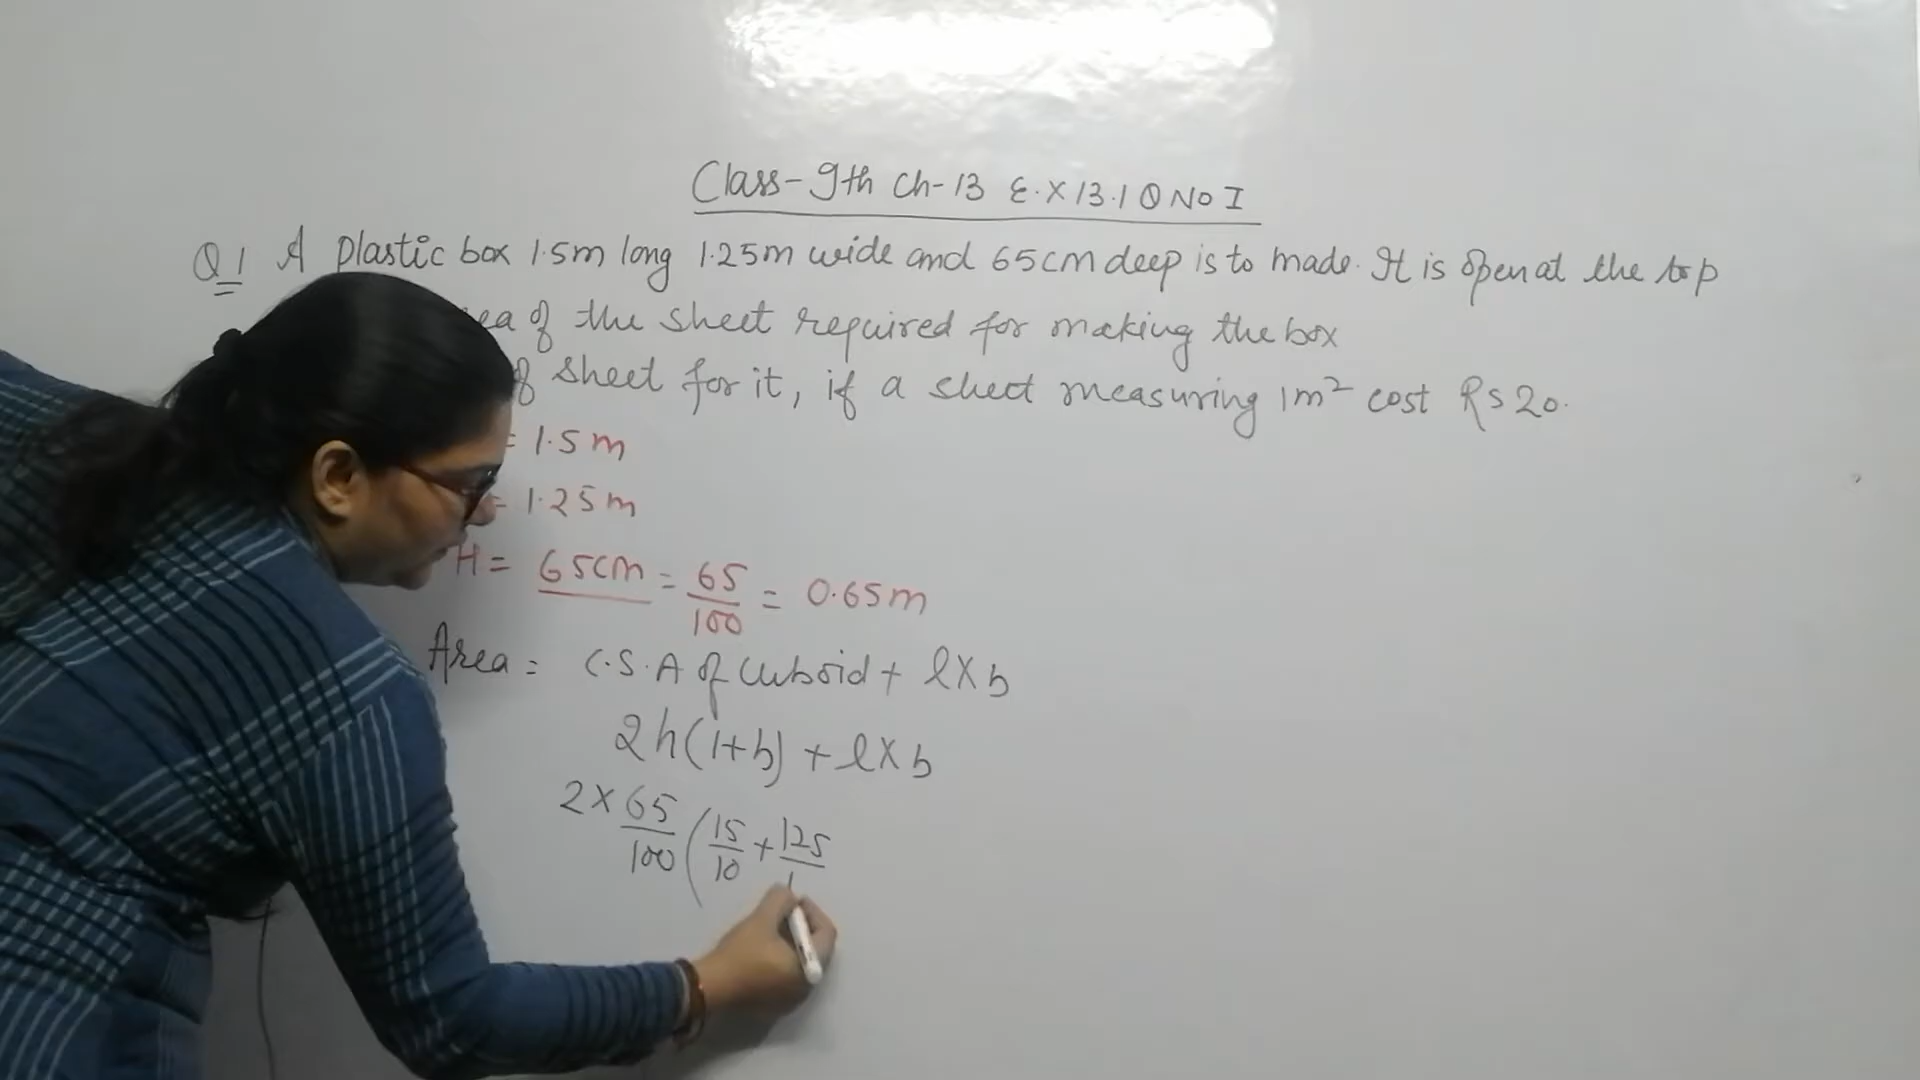 Class-9th Ch-13 E.X 13.1 Q No I
Q1 A plastic box 1.5m long 1.25m wide and 65cm deep is to made. It is open at the top
of the sheet required for making the box
sheet for it, if a sheet measuring 1m² cost Rs 20.
= 1.5 m
= 1.25 m
H = 65cm = 65/100 = 0.65m
Area = C.S.A of Cuboid + l×b
2h(l+b) + l×b
2 × 65/100 (15/10 + 125/